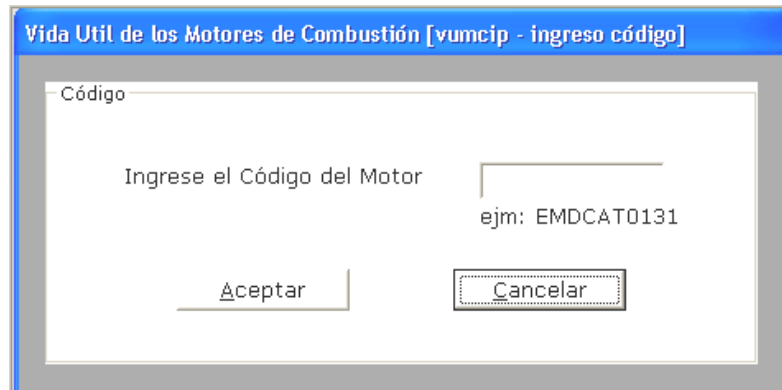 Vida Util de los Motores de Combustión [vumcip - ingreso código]
Código
Ingrese el Código del Motor
ejm: EMDCAT0131
Aceptar Cancelar